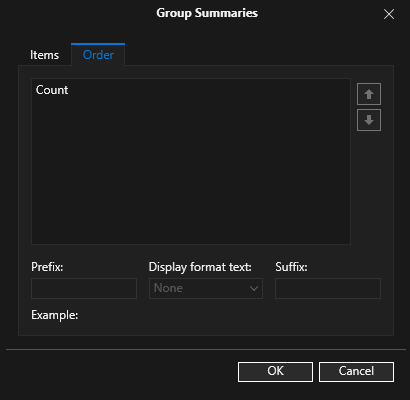 Group Summaries
Items Order
Count
Prefix: Display format text: Suffix:
None
Example:
OK Cancel